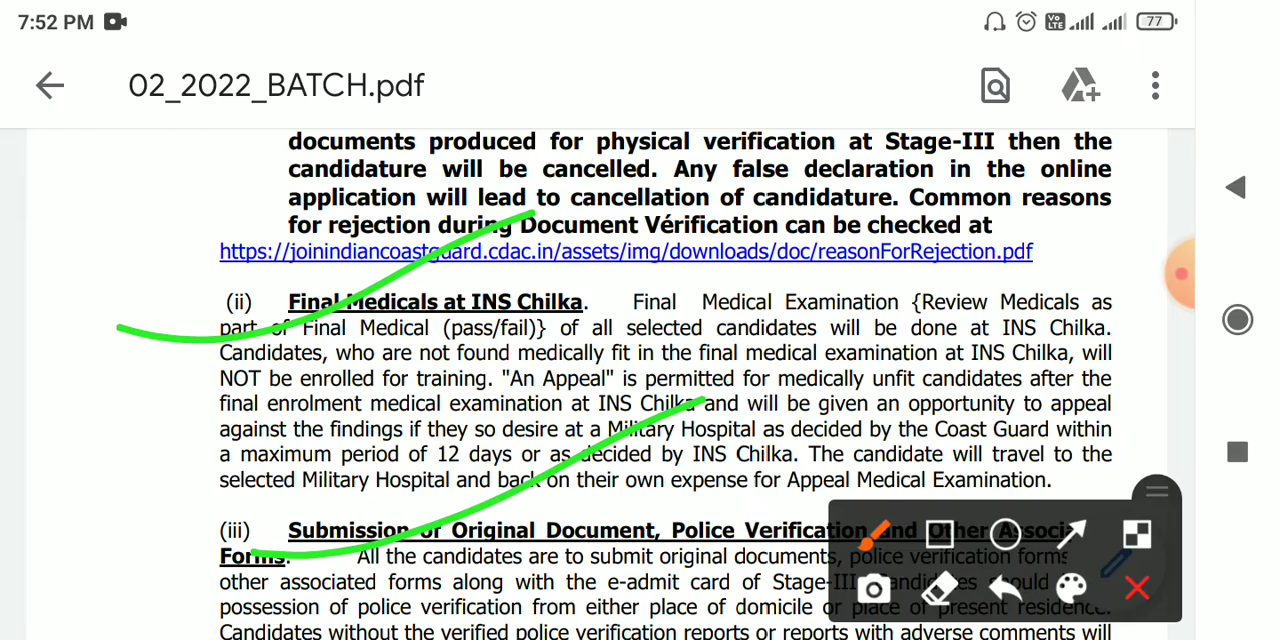 7:52 PM
Vo LTE 77
02_2022_BATCH.pdf
documents produced for physical verification at Stage-III then the
candidature will be cancelled. Any false declaration in the online
application will lead to cancellation of candidature. Common reasons
for rejection during Document Vérification can be checked at
https://joinindiancoastguard.cdac.in/assets/img/downloads/doc/reasonForRejection.pdf
(ii) Final Medicals at INS Chilka. Final Medical Examination {Review Medicals as
part of Final Medical (pass/fail)} of all selected candidates will be done at INS Chilka.
Candidates, who are not found medically fit in the final medical examination at INS Chilka, will
NOT be enrolled for training. "An Appeal" is permitted for medically unfit candidates after the
final enrolment medical examination at INS Chilka and will be given an opportunity to appeal
against the findings if they so desire at a Military Hospital as decided by the Coast Guard within
a maximum period of 12 days or as decided by INS Chilka. The candidate will travel to the
selected Military Hospital and back on their own expense for Appeal Medical Examination.
(iii) Submission of Original Document, Police Verification and Other Associa
Forms. All the candidates are to submit original documents, police verification forms
other associated forms along with the e-admit card of Stage-III. Candidates should
possession of police verification from either place of domicile or place of present residence.
Candidates without the verified police verification reports or reports with adverse comments will